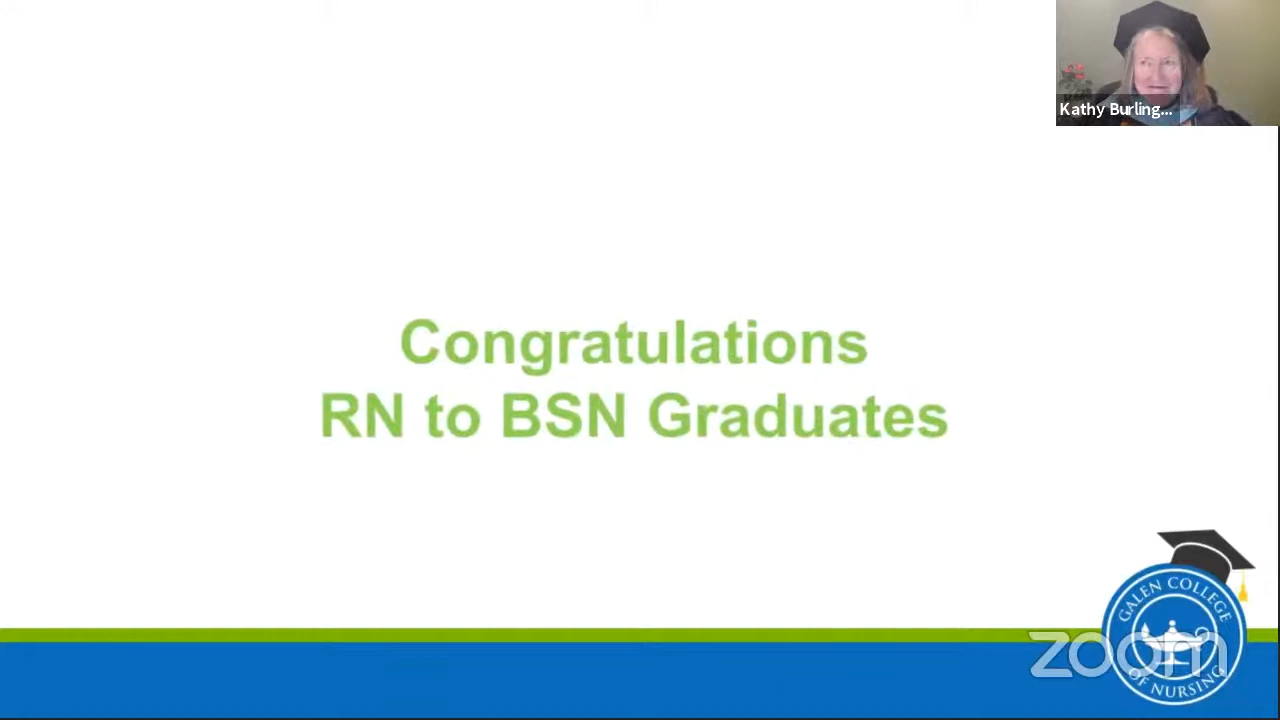 Kathy Burling...
Congratulations
RN to BSN Graduates
GALEN COLLEGE
OF NURSING
zoom